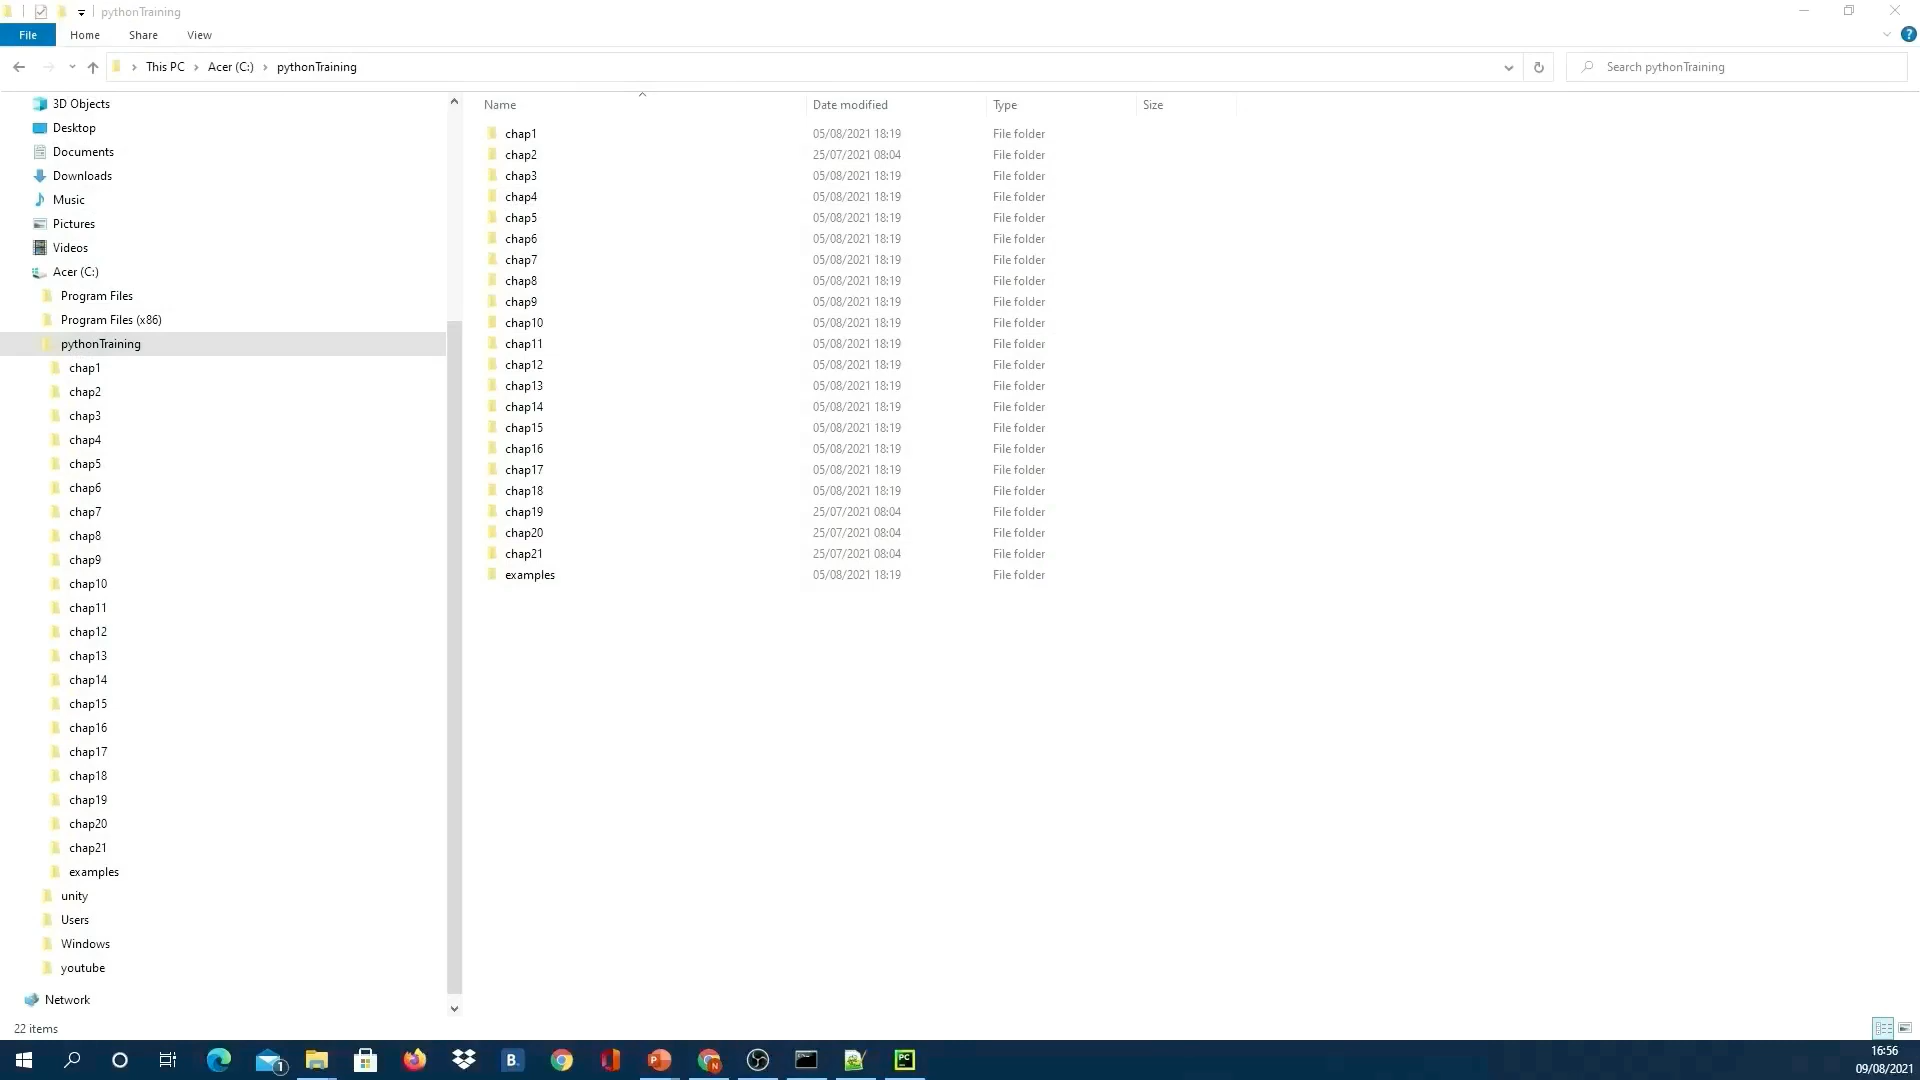 pythonTraining
File Home Share View ?
This PC Acer (C:) pythonTraining Search pythonTraining
3D Objects
Desktop
Documents
Downloads
Music
Pictures
Videos
Acer (C:)
Program Files
Program Files (x86)
pythonTraining
chap1
chap2
chap3
chap4
chap5
chap6
chap7
chap8
chap9
chap10
chap11
chap12
chap13
chap14
chap15
chap16
chap17
chap18
chap19
chap20
chap21
examples
unity
Users
Windows
youtube
Network
Name Date modified Type Size
chap1 05/08/2021 18:19 File folder
chap2 25/07/2021 08:04 File folder
chap3 05/08/2021 18:19 File folder
chap4 05/08/2021 18:19 File folder
chap5 05/08/2021 18:19 File folder
chap6 05/08/2021 18:19 File folder
chap7 05/08/2021 18:19 File folder
chap8 05/08/2021 18:19 File folder
chap9 05/08/2021 18:19 File folder
chap10 05/08/2021 18:19 File folder
chap11 05/08/2021 18:19 File folder
chap12 05/08/2021 18:19 File folder
chap13 05/08/2021 18:19 File folder
chap14 05/08/2021 18:19 File folder
chap15 05/08/2021 18:19 File folder
chap16 05/08/2021 18:19 File folder
chap17 05/08/2021 18:19 File folder
chap18 05/08/2021 18:19 File folder
chap19 25/07/2021 08:04 File folder
chap20 25/07/2021 08:04 File folder
chap21 25/07/2021 08:04 File folder
examples 05/08/2021 18:19 File folder
22 items
1 B. P N PC
16:56
09/08/2021